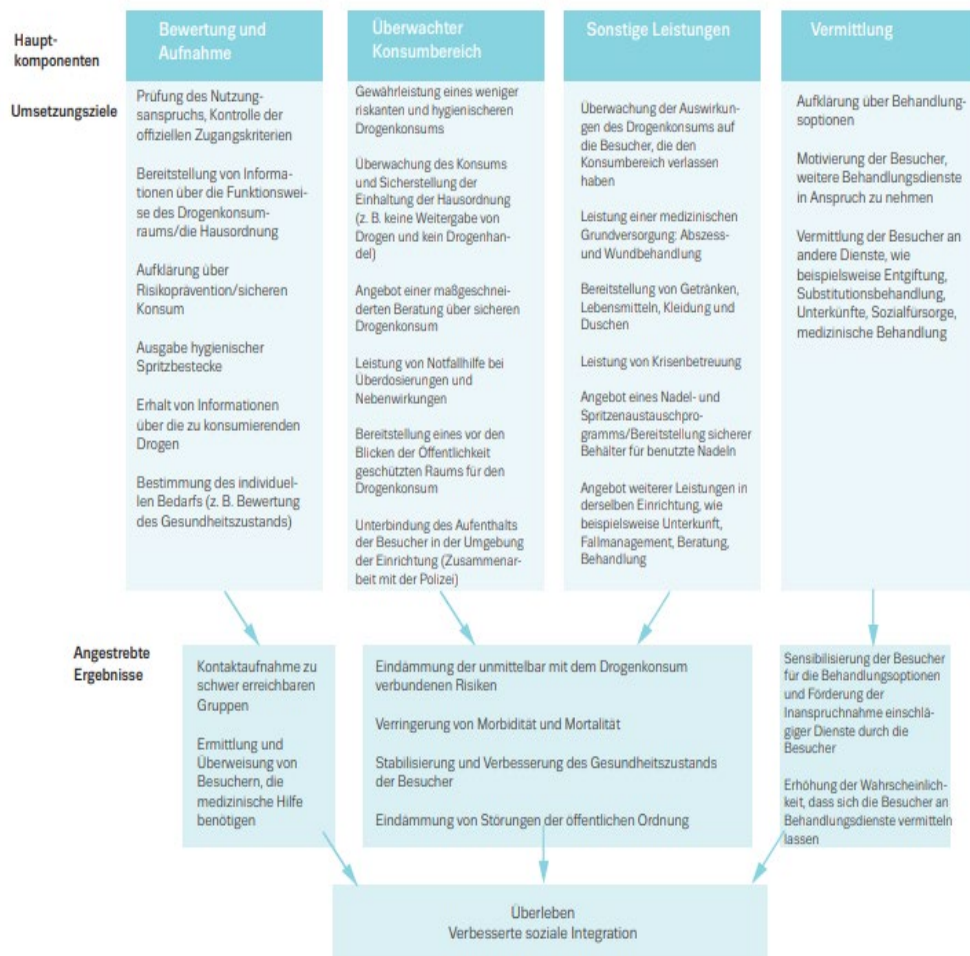 Haupt-
komponenten
Bewertung und
Aufnahme
Überwachter
Konsumbereich
Sonstige Leistungen
Vermittlung
Umsetzungsziele
Prüfung des Nutzungs-
anspruchs, Kontrolle der
offiziellen Zugangskriterien
Bereitstellung von Informa-
tionen über die Funktionswei-
se des Drogenkonsum-
raums/die Hausordnung
Aufklärung über
Risikoprävention/sicheren
Konsum
Ausgabe hygienischer
Spritzbestecke
Erhalt von Informationen
über die zu konsumierenden
Drogen
Bestimmung des individuel-
len Bedarfs (z. B. Bewertung
des Gesundheitszustands)
Gewährleistung eines weniger
riskanten und hygienischeren
Drogenkonsums
Überwachung des Konsums
und Sicherstellung der
Einhaltung der Hausordnung
(z. B. keine Weitergabe von
Drogen und kein Drogenhan-
del)
Angebot einer maßgeschnei-
derten Beratung über sicheren
Drogenkonsum
Leistung von Notfallhilfe bei
Überdosierungen und
Nebenwirkungen
Bereitstellung eines vor den
Blicken der Öffentlichkeit
geschützten Raums für den
Drogenkonsum
Unterbindung des Aufenthalts
der Besucher in der Umgebung
der Einrichtung (Zusammenar-
beit mit der Polizei)
Überwachung der Auswirkun-
gen des Drogenkonsums auf
die Besucher, die den
Konsumbereich verlassen
haben
Leistung einer medizinischen
Grundversorgung: Abszess-
und Wundbehandlung
Bereitstellung von Getränken,
Lebensmitteln, Kleidung und
Duschen
Leistung von Krisenbetreuung
Angebot eines Nadel- und
Spritzenaustauschpro-
gramms/Bereitstellung sicherer
Behälter für benutzte Nadeln
Angebot weiterer Leistungen in
derselben Einrichtung, wie
beispielsweise Unterkunft,
Fallmanagement, Beratung,
Behandlung
Aufklärung über Behandlung-
optionen
Motivierung der Besucher,
weitere Behandlungsdienste
in Anspruch zu nehmen
Vermittlung der Besucher an
andere Dienste, wie
beispielsweise Entgiftung,
Substitutionsbehandlung,
Unterkünfte, Sozialfürsorge,
medizinische Behandlung
Angestrebte
Ergebnisse
Kontaktaufnahme zu
schwer erreichbaren
Gruppen
Ermittlung und
Überweisung von
Besuchern, die
medizinische Hilfe
benötigen
Eindämmung der unmittelbar mit dem Drogenkonsum
verbundenen Risiken
Verringerung von Morbidität und Mortalität
Stabilisierung und Verbesserung des Gesundheitszustands
der Besucher
Eindämmung von Störungen der öffentlichen Ordnung
Sensibilisierung der Besucher
für die Behandlungsoptionen
und Förderung der
Inanspruchnahme einschlä-
giger Dienste durch die
Besucher
Erhöhung der Wahrscheinlich-
keit, dass sich die Besucher an
Behandlungsdienste vermitteln
lassen
Überleben
Verbesserte soziale Integration